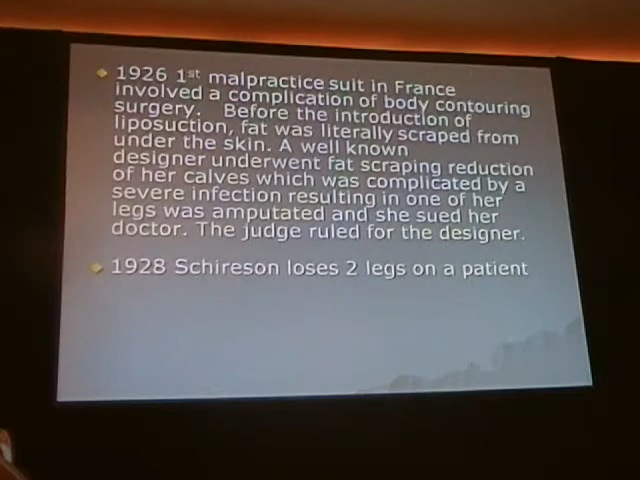 1926 1st malpractice suit in France
involved a complication of body contouring
surgery. Before the introduction of
liposuction, fat was literally scraped from
under the skin. A well known
designer underwent fat scraping reduction
of her calves which was complicated by a
severe infection resulting in one of her
legs was amputated and she sued her
doctor. The judge ruled for the designer.
1928 Schireson loses 2 legs on a patient